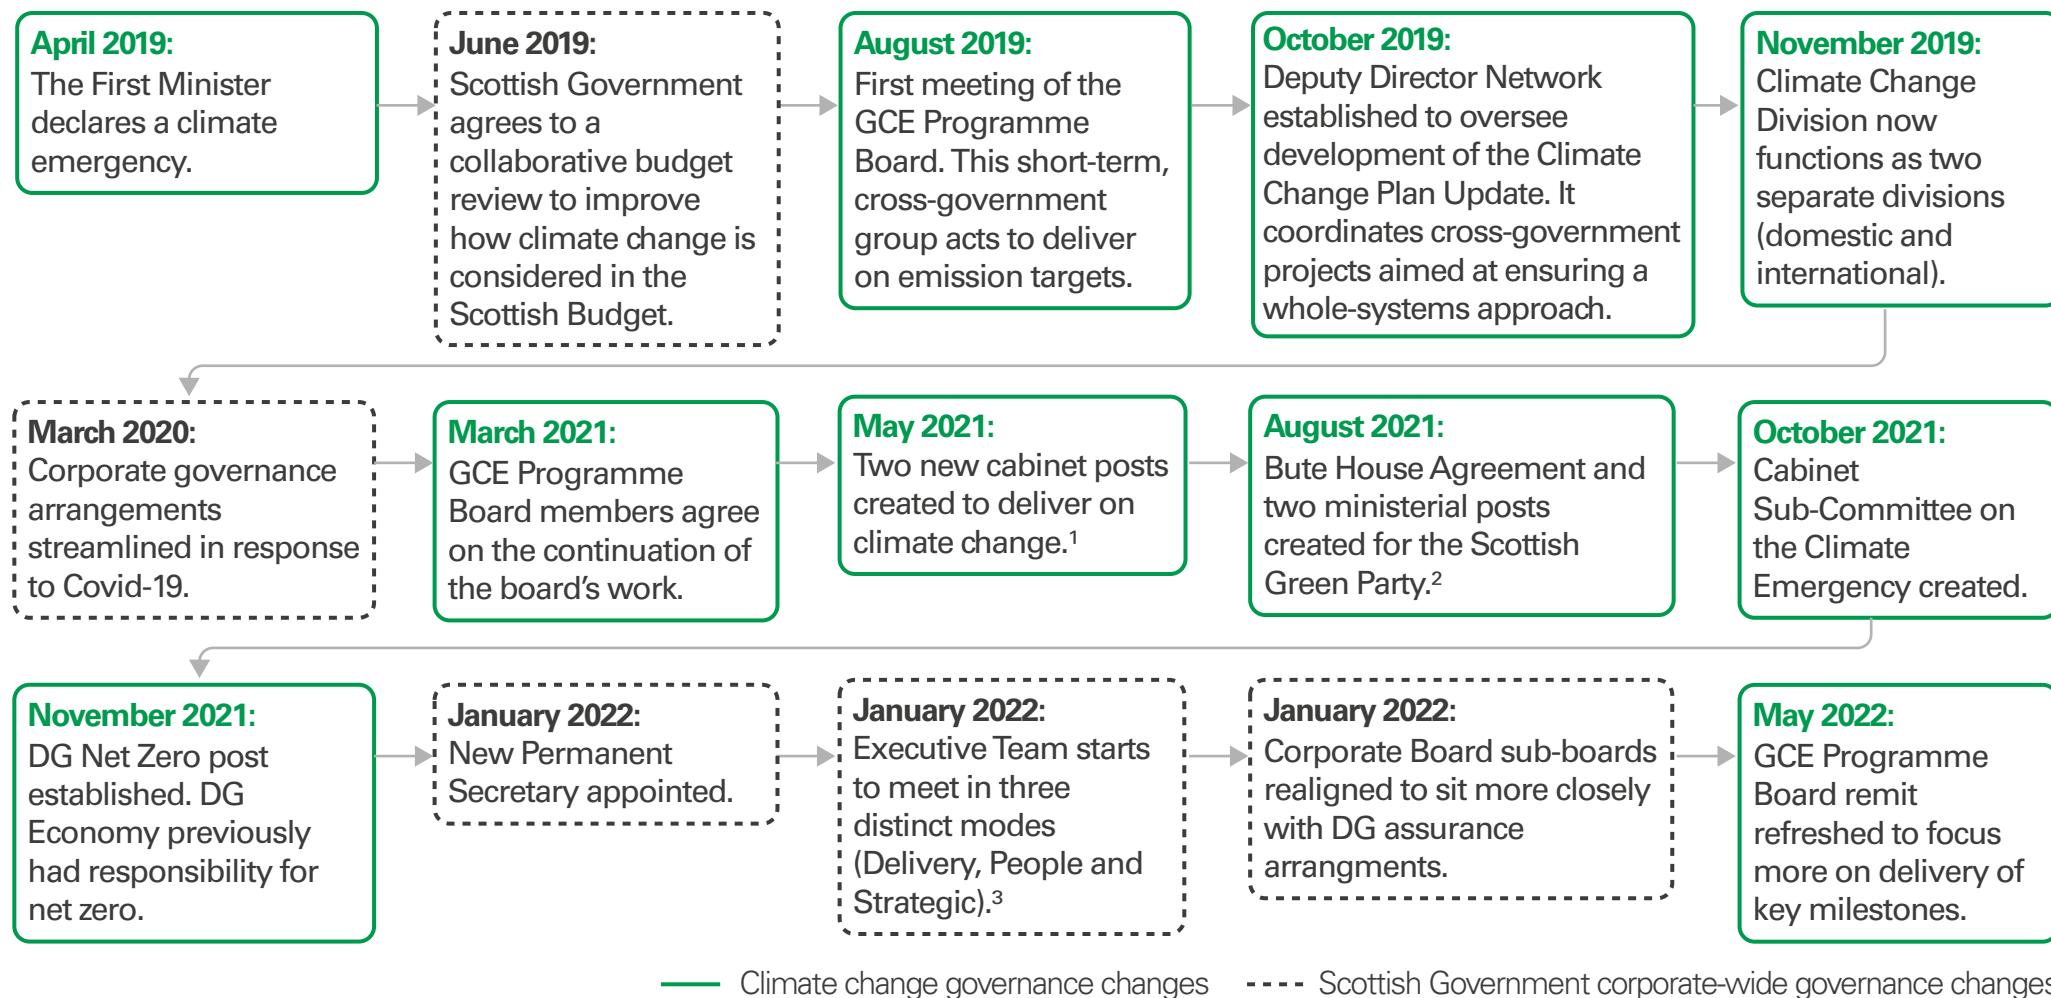 April 2019:
The First Minister
declares a climate
emergency.
June 2019:
Scottish Government
agrees to a
collaborative budget
review to improve
how climate change is
considered in the
Scottish Budget.
August 2019:
First meeting of the
GCE Programme
Board. This short-term,
cross-government
group acts to deliver
on emission targets.
October 2019:
Deputy Director Network
established to oversee
development of the Climate
Change Plan Update. It
coordinates cross-government
projects aimed at ensuring a
whole-systems approach.
November 2019:
Climate Change
Division now
functions as two
separate divisions
(domestic and
international).
March 2020:
Corporate governance
arrangements
streamlined in response
to Covid-19.
March 2021:
GCE Programme
Board members agree
on the continuation of
the board's work.
May 2021:
Two new cabinet posts
created to deliver on
climate change.¹
August 2021:
Bute House Agreement and
two ministerial posts
created for the Scottish
Green Party.²
October 2021:
Cabinet
Sub-Committee on
the Climate
Emergency created.
November 2021:
DG Net Zero post
established. DG
Economy previously
had responsibility for
net zero.
January 2022:
New Permanent
Secretary appointed.
January 2022:
Executive Team starts
to meet in three
distinct modes
(Delivery, People and
Strategic).³
January 2022:
Corporate Board sub-boards
realigned to sit more closely
with DG assurance
arrangments.
May 2022:
GCE Programme
Board remit
refreshed to focus
more on delivery of
key milestones.
Climate change governance changes
Scottish Government corporate-wide governance changes